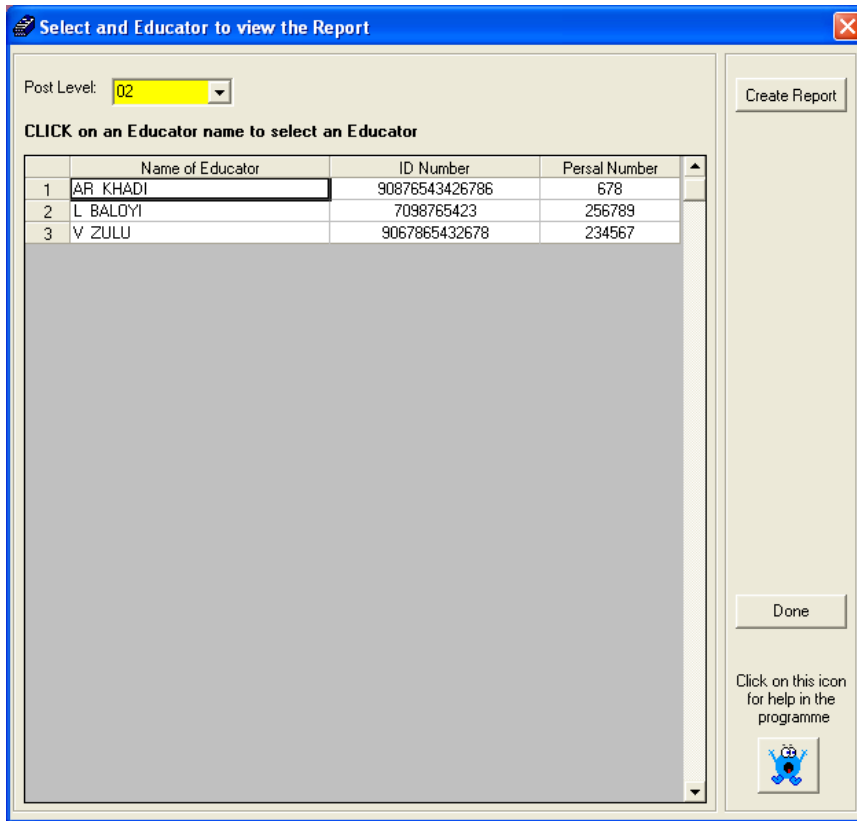 Select and Educator to view the Report
Post Level: 02
Create Report
CLICK on an Educator name to select an Educator
Name of Educator ID Number Persal Number
1 AR KHADI 90876543426786 678
2 L BALOYI 7098765423 256789
3 V ZULU 9067865432678 234567
Done
Click on this icon
for help in the
programme